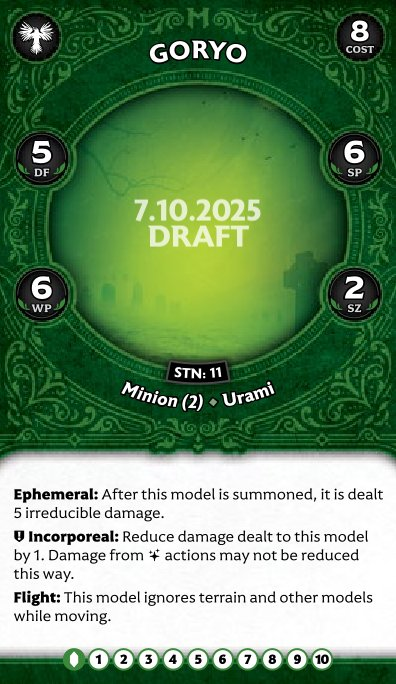 GORYO
8
COST
5
DF
6
SP
7.10.2025
DRAFT
6
WP
2
SZ
STN: 11
Minion (2) ⬥ Urami
Ephemeral: After this model is summoned, it is dealt
5 irreducible damage.
Incorporeal: Reduce damage dealt to this model
by 1. Damage from actions may not be reduced
this way.
Flight: This model ignores terrain and other models
while moving.
1 2 3 4 5 6 7 8 9 10